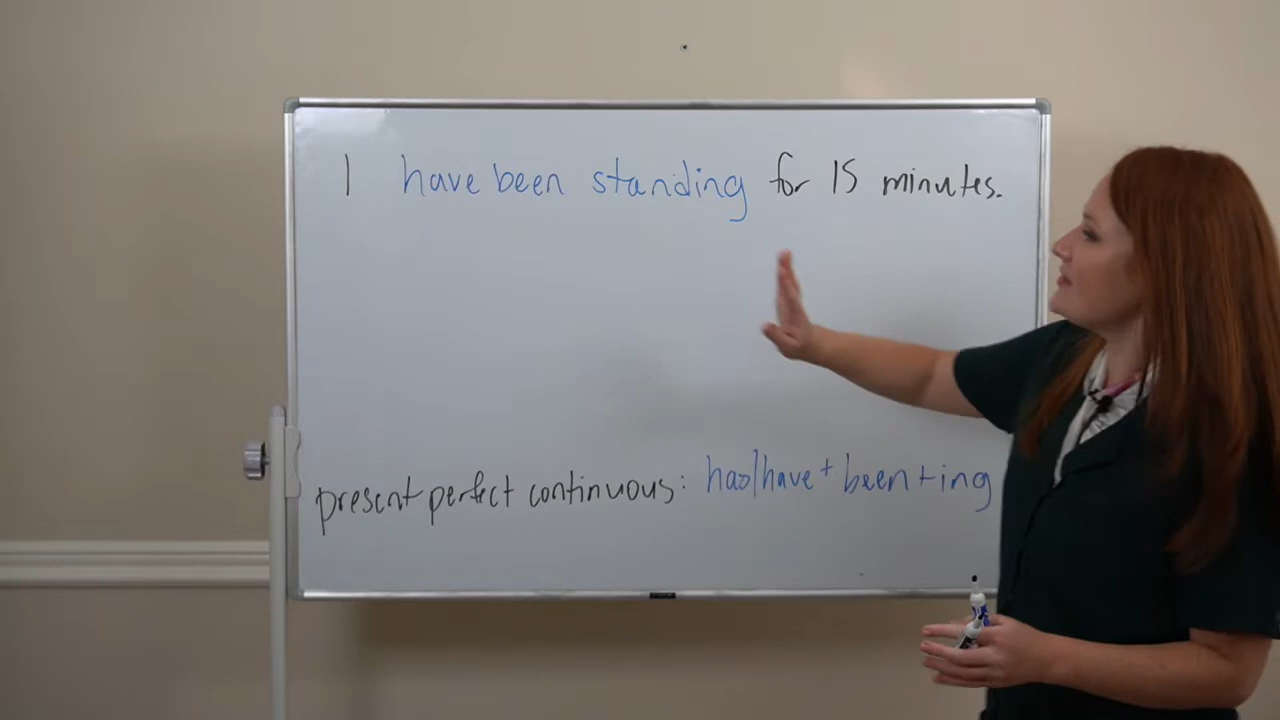 I have been standing for 15 minutes.
present perfect continuous: has/have + been + ing